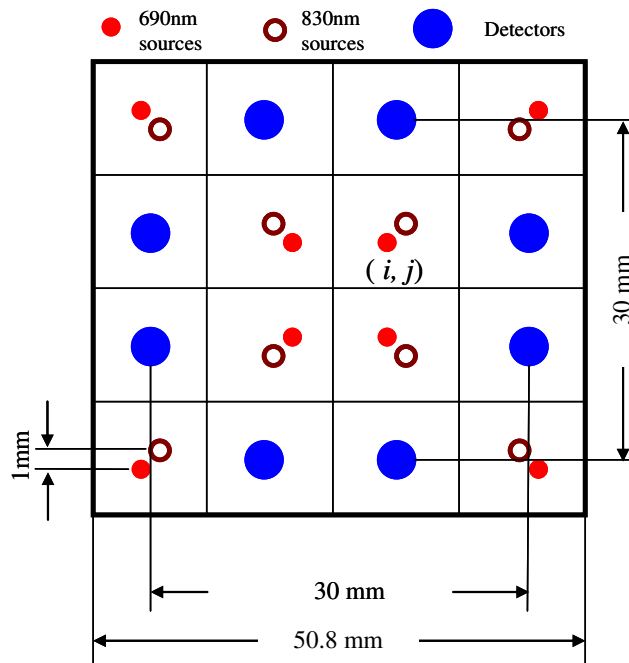 690nm
sources
830nm
sources
Detectors
( i, j)
30 mm
1mm
30 mm
50.8 mm